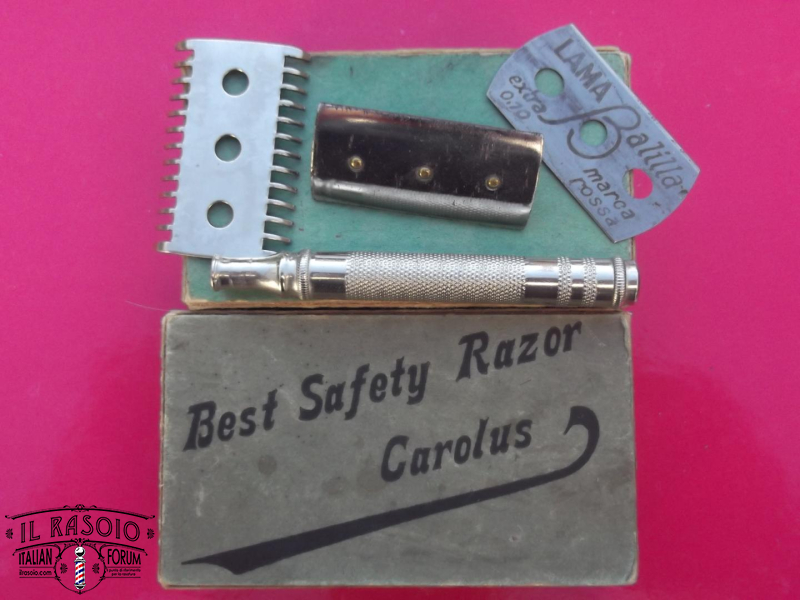 LAMA
extra
0,10
Balilla
marca
rossa
Best Safety Razor
Carolus
IL RASOIO
ITALIAN FORUM
ilrasoio.com